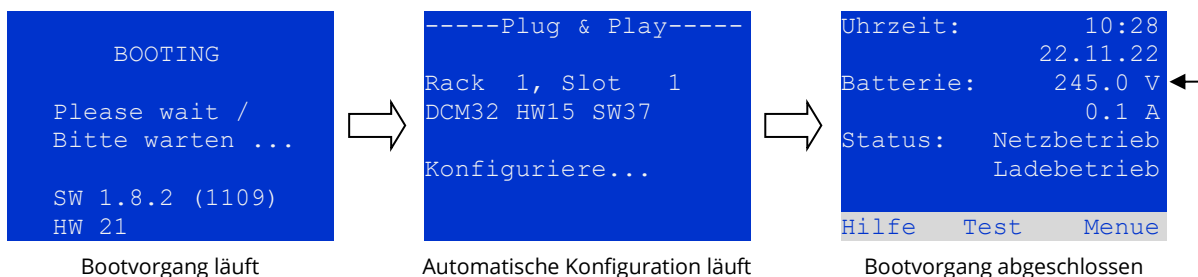 BOOTING
Please wait /
Bitte warten ...
SW 1.8.2 (1109)
HW 21
Bootvorgang läuft
-----Plug & Play-----
Rack 1, Slot 1
DCM32 HW15 SW37
Konfiguriere...
Automatische Konfiguration läuft
Uhrzeit: 10:28
22.11.22
Batterie: 245.0 V
0.1 A
Status: Netzbetrieb
Ladebetrieb
Hilfe Test Menue
Bootvorgang abgeschlossen